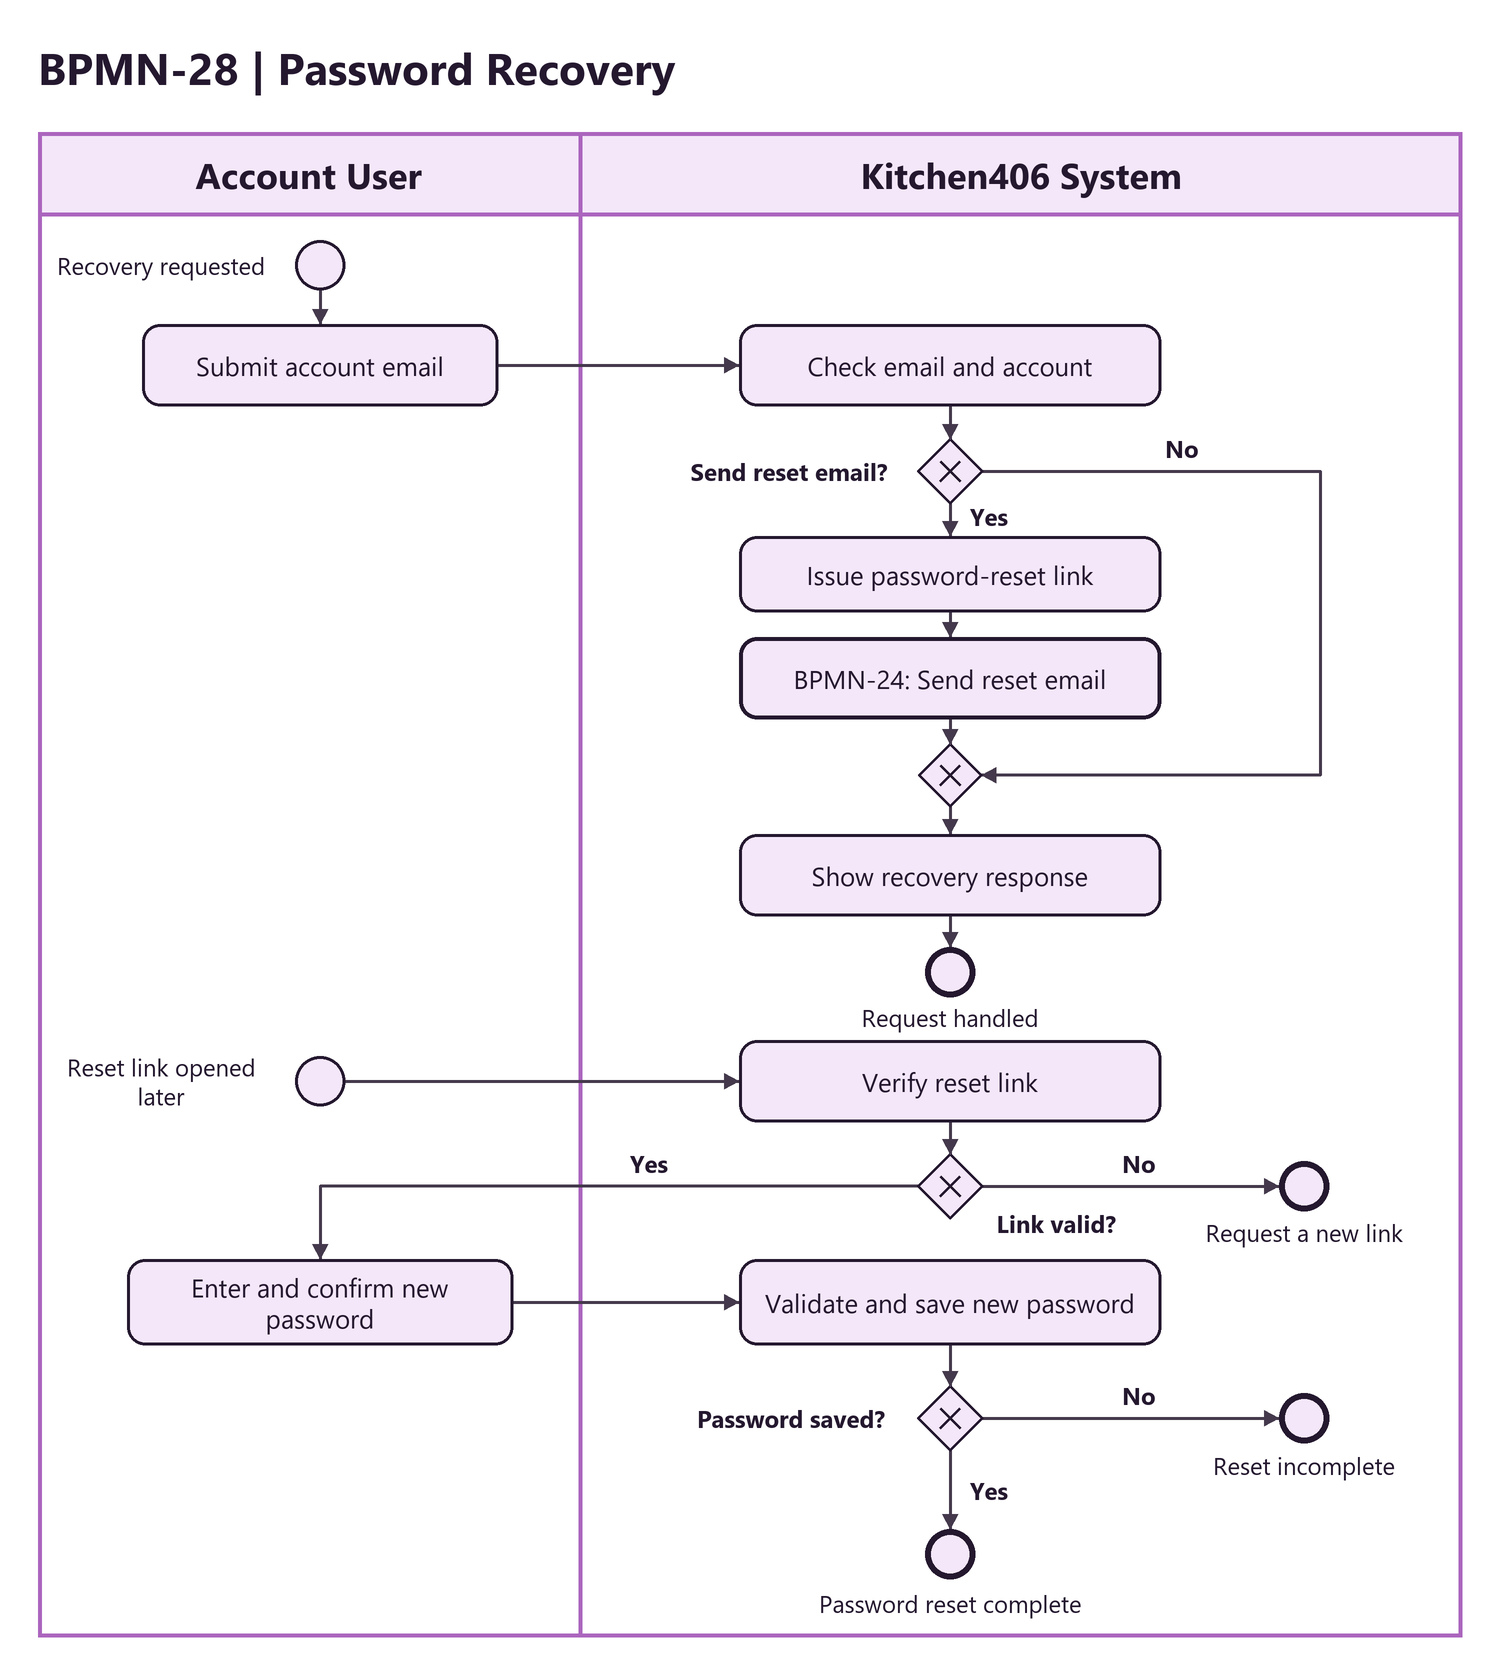 BPMN-28 | Password Recovery
Account User
Kitchen406 System
Recovery requested
Submit account email
Check email and account
Send reset email?
No
Yes
Issue password-reset link
BPMN-24: Send reset email
Show recovery response
Request handled
Reset link opened
later
Verify reset link
Yes
No
Link valid?
Request a new link
Enter and confirm new
password
Validate and save new password
Password saved?
No
Reset incomplete
Yes
Password reset complete